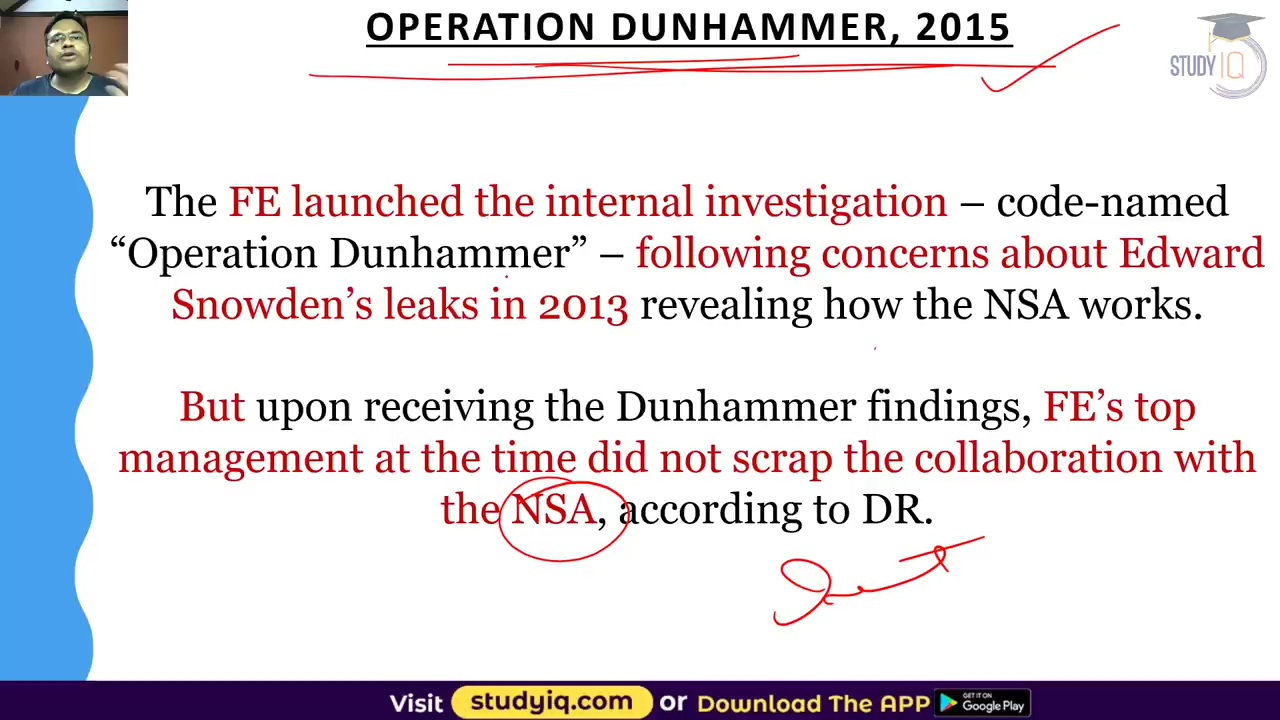 OPERATION DUNHAMMER, 2015
STUDY IQ
The FE launched the internal investigation – code-named
“Operation Dunhammer” – following concerns about Edward
Snowden’s leaks in 2013 revealing how the NSA works.
But upon receiving the Dunhammer findings, FE’s top
management at the time did not scrap the collaboration with
the NSA, according to DR.
Visit studyiq.com or Download The APP GET IT ON Google Play